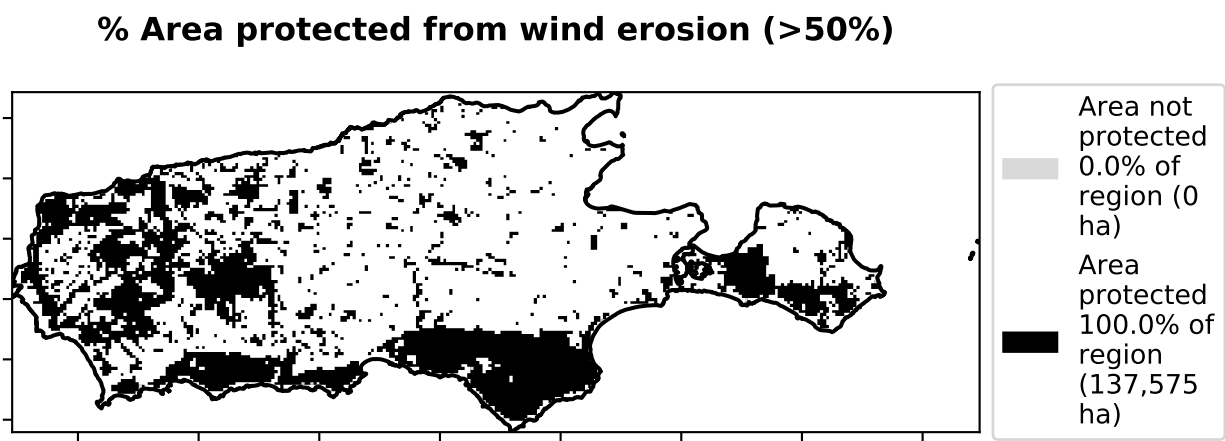 % Area protected from wind erosion (>50%)
Area not
protected
0.0% of
region (0
ha)
Area
protected
100.0% of
region
(137,575
ha)